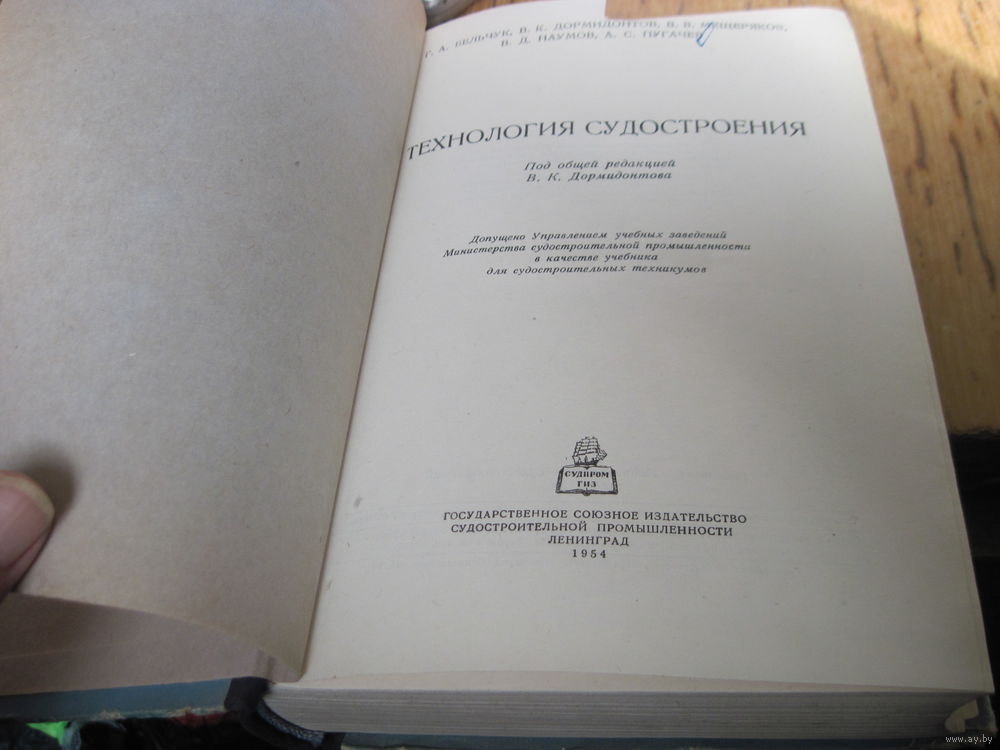 Г. А. БЕЛЬЧУК, В. К. ДОРМИДОНТОВ, В. В. МЕЩЕРЯКОВ,
В. Д. НАУМОВ, А. С. ПУГАЧЕВ
ТЕХНОЛОГИЯ СУДОСТРОЕНИЯ
Под общей редакцией
В. К. Дормидонтова
Допущено Управлением учебных заведений
Министерства судостроительной промышленности
в качестве учебника
для судостроительных техникумов
СУДПРОМ
ГИЗ
ГОСУДАРСТВЕННОЕ СОЮЗНОЕ ИЗДАТЕЛЬСТВО
СУДОСТРОИТЕЛЬНОЙ ПРОМЫШЛЕННОСТИ
ЛЕНИНГРАД
1954
www.ay.by